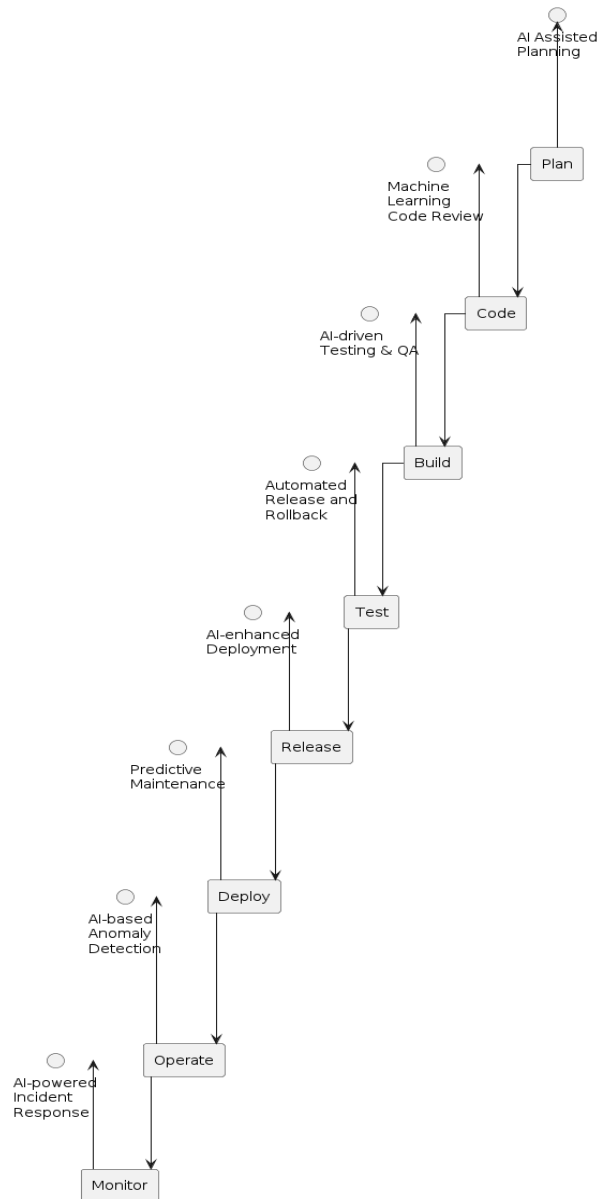 AI Assisted
Planning
Plan
Machine
Learning
Code Review
Code
AI-driven
Testing & QA
Build
Automated
Release and
Rollback
Test
AI-enhanced
Deployment
Release
Predictive
Maintenance
Deploy
AI-based
Anomaly
Detection
Operate
AI-powered
Incident
Response
Monitor